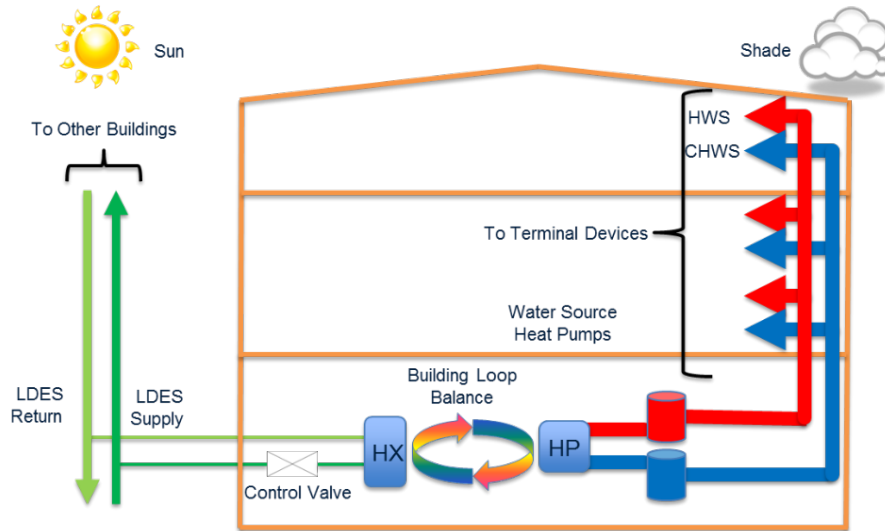 Sun
Shade
To Other Buildings
HWS
CHWS
To Terminal Devices
Water Source
Heat Pumps
LDES
Return
LDES
Supply
Building Loop
Balance
HX
HP
Control Valve